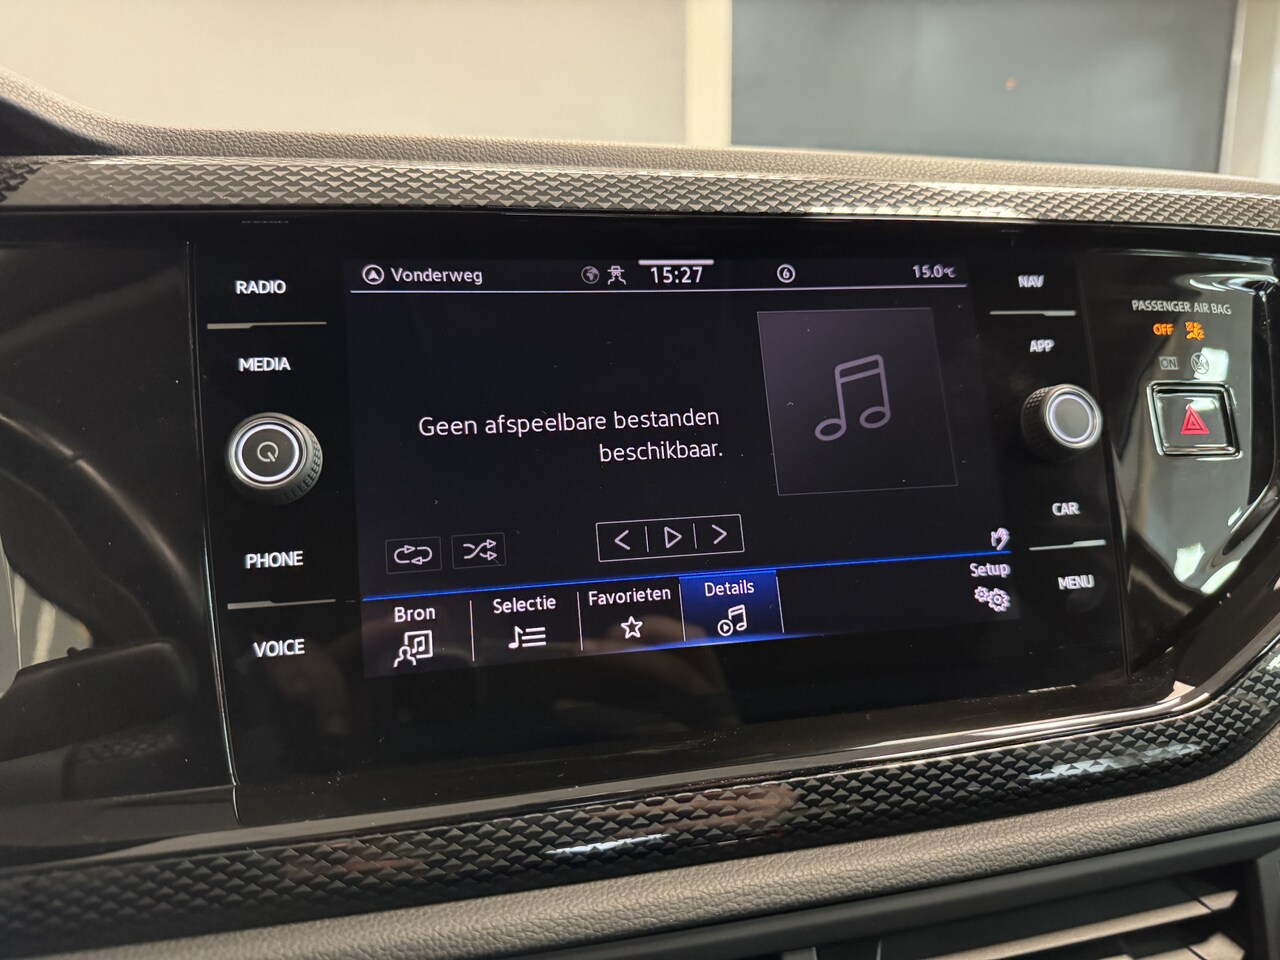 RADIO
MEDIA
PHONE
VOICE
Vonderweg
15:27
6
15.0°C
Geen afspeelbare bestanden
beschikbaar.
Bron
Selectie
Favorieten
Details
Setup
NAV
APP
CAR
MENU
PASSENGER AIR BAG
OFF
ON